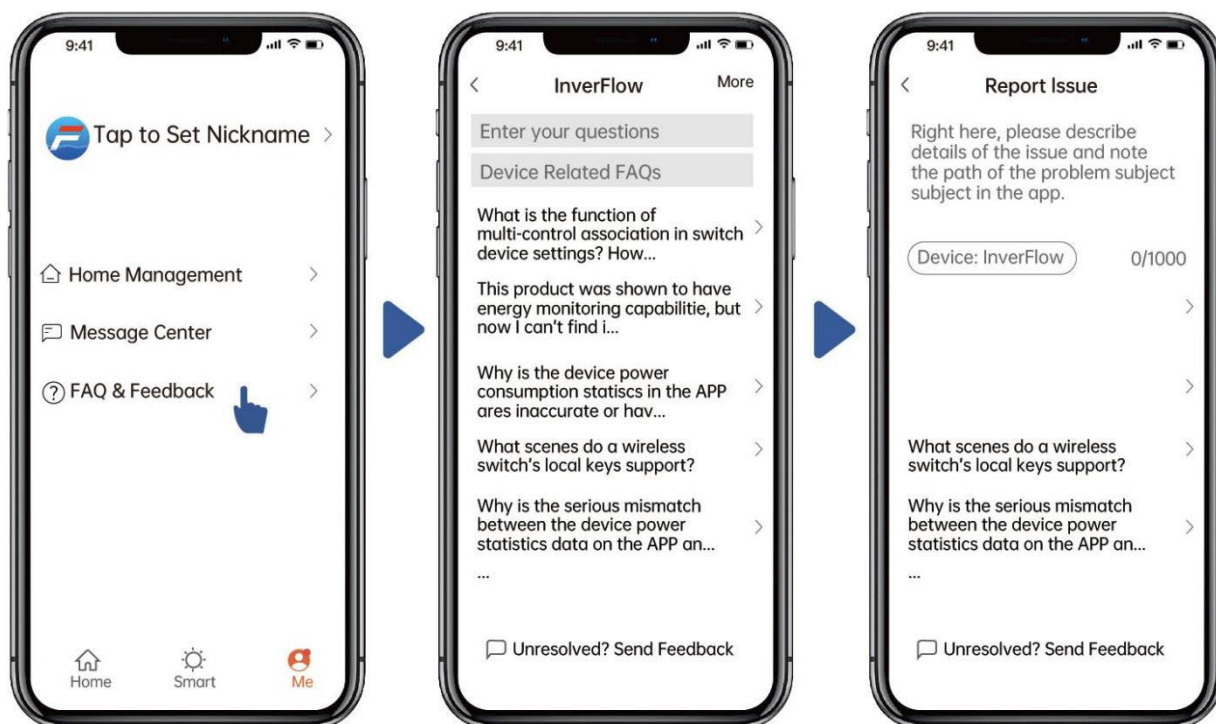 9:41
Tap to Set Nickname
Home Management
Message Center
FAQ & Feedback
Home
Smart
Me
9:41
InverFlow
More
Enter your questions
Device Related FAQs
What is the function of
multi-control association in switch
device settings? How...
This product was shown to have
energy monitoring capabilitie, but
now I can't find i...
Why is the device power
consumption statiscs in the APP
ares inaccurate or hav...
What scenes do a wireless
switch's local keys support?
Why is the serious mismatch
between the device power
statistics data on the APP an...
...
Unresolved? Send Feedback
9:41
Report Issue
Right here, please describe
details of the issue and note
the path of the problem subject
subject in the app.
Device: InverFlow
0/1000
What scenes do a wireless
switch's local keys support?
Why is the serious mismatch
between the device power
statistics data on the APP an...
...
Unresolved? Send Feedback